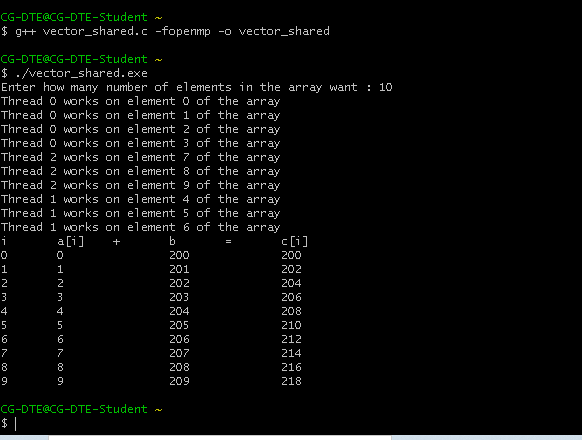 CG-DTE@CG-DTE-Student ~
$ g++ vector_shared.c -fopenmp -o vector_shared
CG-DTE@CG-DTE-Student ~
$ ./vector_shared.exe
Enter how many number of elements in the array want : 10
Thread 0 works on element 0 of the array
Thread 0 works on element 1 of the array
Thread 0 works on element 2 of the array
Thread 0 works on element 3 of the array
Thread 2 works on element 7 of the array
Thread 2 works on element 8 of the array
Thread 2 works on element 9 of the array
Thread 1 works on element 4 of the array
Thread 1 works on element 5 of the array
Thread 1 works on element 6 of the array
i a[i] + b = c[i]
0 0 200 200
1 1 201 202
2 2 202 204
3 3 203 206
4 4 204 208
5 5 205 210
6 6 206 212
7 7 207 214
8 8 208 216
9 9 209 218
CG-DTE@CG-DTE-Student ~
$